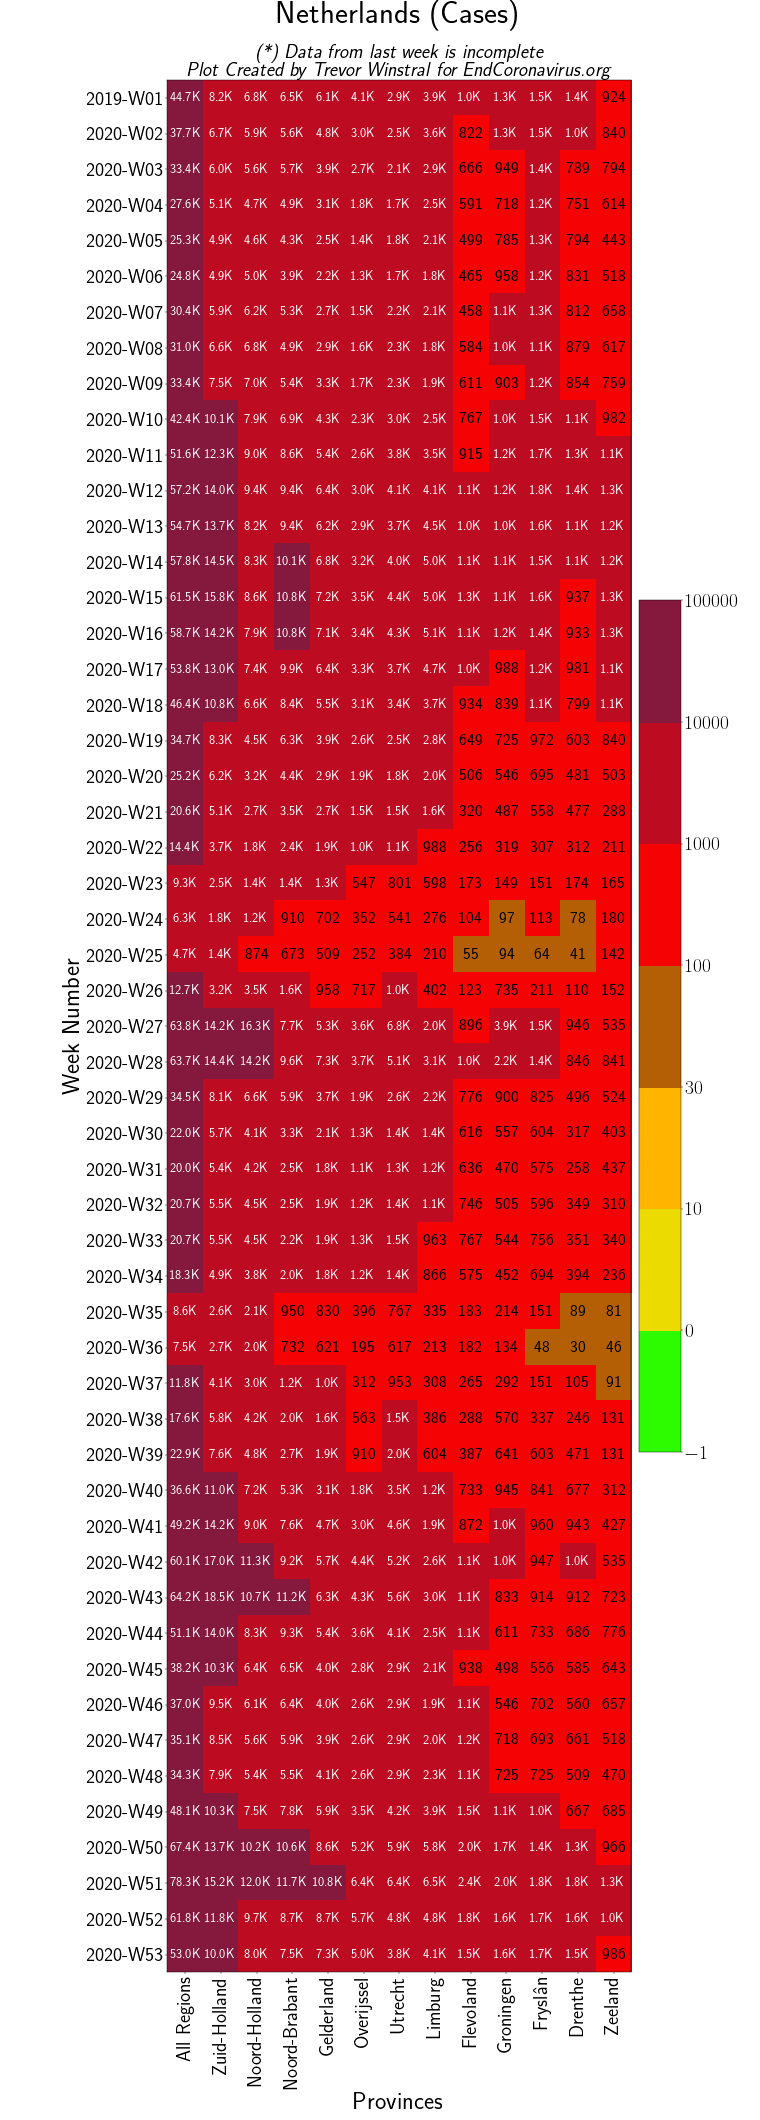 Netherlands (Cases)
(*) Data from last week is incomplete
Plot Created by Trevor Winstral for EndCoronavirus.org
2019-W01 44.7K 8.2K 6.8K 6.5K 6.1K 4.1K 2.9K 3.9K 1.0K 1.3K 1.5K 1.4K 924
2020-W02 37.7K 6.7K 5.9K 5.6K 4.8K 3.0K 2.5K 3.6K 822 1.3K 1.5K 1.0K 840
2020-W03 33.4K 6.0K 5.6K 5.7K 3.9K 2.7K 2.1K 2.9K 666 949 1.4K 789 794
2020-W04 27.6K 5.1K 4.7K 4.9K 3.1K 1.8K 1.7K 2.5K 591 718 1.2K 751 614
2020-W05 25.3K 4.9K 4.6K 4.3K 2.5K 1.4K 1.8K 2.1K 499 785 1.3K 794 443
2020-W06 24.8K 4.9K 5.0K 3.9K 2.2K 1.3K 1.7K 1.8K 465 958 1.2K 831 518
2020-W07 30.4K 5.9K 6.2K 5.3K 2.7K 1.5K 2.2K 2.1K 458 1.1K 1.3K 812 658
2020-W08 31.0K 6.6K 6.8K 4.9K 2.9K 1.6K 2.3K 1.8K 584 1.0K 1.1K 879 617
2020-W09 33.4K 7.5K 7.0K 5.4K 3.3K 1.7K 2.3K 1.9K 611 903 1.2K 854 759
2020-W10 42.4K 10.1K 7.9K 6.9K 4.3K 2.3K 3.0K 2.5K 767 1.0K 1.5K 1.1K 982
2020-W11 51.6K 12.3K 9.0K 8.6K 5.4K 2.6K 3.8K 3.5K 915 1.2K 1.7K 1.3K 1.1K
2020-W12 57.2K 14.0K 9.4K 9.4K 6.4K 3.0K 4.1K 4.1K 1.1K 1.2K 1.8K 1.4K 1.3K
2020-W13 54.7K 13.7K 8.2K 9.4K 6.2K 2.9K 3.7K 4.5K 1.0K 1.0K 1.6K 1.1K 1.2K
2020-W14 57.8K 14.5K 8.3K 10.1K 6.8K 3.2K 4.0K 5.0K 1.1K 1.1K 1.5K 1.1K 1.2K
2020-W15 61.5K 15.8K 8.6K 10.8K 7.2K 3.5K 4.4K 5.0K 1.3K 1.1K 1.6K 937 1.3K
2020-W16 58.7K 14.2K 7.9K 10.8K 7.1K 3.4K 4.3K 5.1K 1.1K 1.2K 1.4K 933 1.3K
2020-W17 53.8K 13.0K 7.4K 9.9K 6.4K 3.3K 3.7K 4.7K 1.0K 988 1.2K 981 1.1K
2020-W18 46.4K 10.8K 6.6K 8.4K 5.5K 3.1K 3.4K 3.7K 934 839 1.1K 799 1.1K
2020-W19 34.7K 8.3K 4.5K 6.3K 3.9K 2.6K 2.5K 2.8K 649 725 972 603 840
2020-W20 25.2K 6.2K 3.2K 4.4K 2.9K 1.9K 1.8K 2.0K 506 546 695 481 503
2020-W21 20.6K 5.1K 2.7K 3.5K 2.7K 1.5K 1.5K 1.6K 320 487 558 477 288
2020-W22 14.4K 3.7K 1.8K 2.4K 1.9K 1.0K 1.1K 988 256 319 307 312 211
2020-W23 9.3K 2.5K 1.4K 1.4K 1.3K 547 801 598 173 149 151 174 165
2020-W24 6.3K 1.8K 1.2K 910 702 352 541 276 104 97 113 78 180
2020-W25 4.7K 1.4K 874 673 509 252 384 210 55 94 64 41 142
2020-W26 12.7K 3.2K 3.5K 1.6K 958 717 1.0K 402 123 735 211 110 152
2020-W27 63.8K 14.2K 16.3K 7.7K 5.3K 3.6K 6.8K 2.0K 896 3.9K 1.5K 946 535
2020-W28 63.7K 14.4K 14.2K 9.6K 7.3K 3.7K 5.1K 3.1K 1.0K 2.2K 1.4K 846 841
2020-W29 34.5K 8.1K 6.6K 5.9K 3.7K 1.9K 2.6K 2.2K 776 900 825 496 524
2020-W30 22.0K 5.7K 4.1K 3.3K 2.1K 1.3K 1.4K 1.4K 616 557 604 317 403
2020-W31 20.0K 5.4K 4.2K 2.5K 1.8K 1.1K 1.3K 1.2K 636 470 575 258 437
2020-W32 20.7K 5.5K 4.5K 2.5K 1.9K 1.2K 1.4K 1.1K 746 505 596 349 310
2020-W33 20.7K 5.5K 4.5K 2.2K 1.9K 1.3K 1.5K 963 767 544 756 351 340
2020-W34 18.3K 4.9K 3.8K 2.0K 1.8K 1.2K 1.4K 866 575 452 694 394 236
2020-W35 8.6K 2.6K 2.1K 950 830 396 767 335 183 214 151 89 81
2020-W36 7.5K 2.7K 2.0K 732 621 195 617 213 182 134 48 30 46
2020-W37 11.8K 4.1K 3.0K 1.2K 1.0K 312 953 308 265 292 151 105 91
2020-W38 17.6K 5.8K 4.2K 2.0K 1.6K 563 1.5K 386 288 570 337 246 131
2020-W39 22.9K 7.6K 4.8K 2.7K 1.9K 910 2.0K 604 387 641 603 471 131
2020-W40 36.6K 11.0K 7.2K 5.3K 3.1K 1.8K 3.5K 1.2K 733 945 841 677 312
2020-W41 49.2K 14.2K 9.0K 7.6K 4.7K 3.0K 4.6K 1.9K 872 1.0K 960 943 427
2020-W42 60.1K 17.0K 11.3K 9.2K 5.7K 4.4K 5.2K 2.6K 1.1K 1.0K 947 1.0K 535
2020-W43 64.2K 18.5K 10.7K 11.2K 6.3K 4.3K 5.6K 3.0K 1.1K 833 914 912 723
2020-W44 51.1K 14.0K 8.3K 9.3K 5.4K 3.6K 4.1K 2.5K 1.1K 611 733 686 776
2020-W45 38.2K 10.3K 6.4K 6.5K 4.0K 2.8K 2.9K 2.1K 938 498 556 585 643
2020-W46 37.0K 9.5K 6.1K 6.4K 4.0K 2.6K 2.9K 1.9K 1.1K 546 702 560 657
2020-W47 35.1K 8.5K 5.6K 5.9K 3.9K 2.6K 2.9K 2.0K 1.2K 718 693 661 518
2020-W48 34.3K 7.9K 5.4K 5.5K 4.1K 2.6K 2.9K 2.3K 1.1K 725 725 509 470
2020-W49 48.1K 10.3K 7.5K 7.8K 5.9K 3.5K 4.2K 3.9K 1.5K 1.1K 1.0K 667 685
2020-W50 67.4K 13.7K 10.2K 10.6K 8.6K 5.2K 5.9K 5.8K 2.0K 1.7K 1.4K 1.3K 966
2020-W51 78.3K 15.2K 12.0K 11.7K 10.8K 6.4K 6.4K 6.5K 2.4K 2.0K 1.8K 1.8K 1.3K
2020-W52 61.8K 11.8K 9.7K 8.7K 8.7K 5.7K 4.8K 4.8K 1.8K 1.6K 1.7K 1.6K 1.0K
2020-W53 53.0K 10.0K 8.0K 7.5K 7.3K 5.0K 3.8K 4.1K 1.5K 1.6K 1.7K 1.5K 986
Week Number
All Regions
Zuid-Holland
Noord-Holland
Noord-Brabant
Gelderland
Overijssel
Utrecht
Limburg
Flevoland
Groningen
Fryslân
Drenthe
Zeeland
Provinces
100000
10000
1000
100
30
10
0
−1